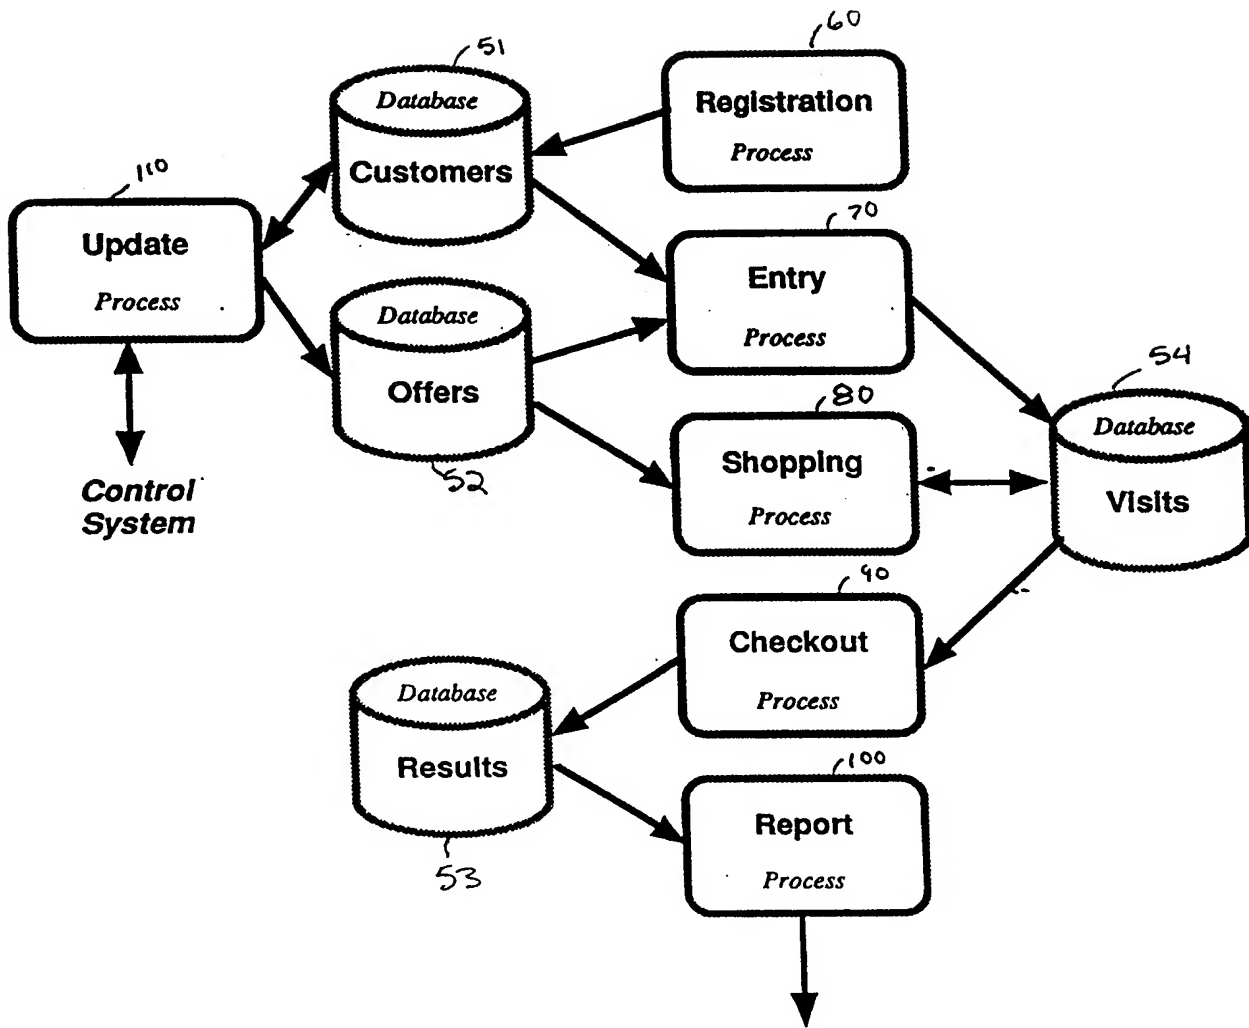 51
Database
Customers
60
Registration
Process
110
Update
Process
Control
System
Database
Offers
52
70
Entry
Process
80
Shopping
Process
54
Database
Visits
90
Checkout
Process
Database
Results
53
100
Report
Process